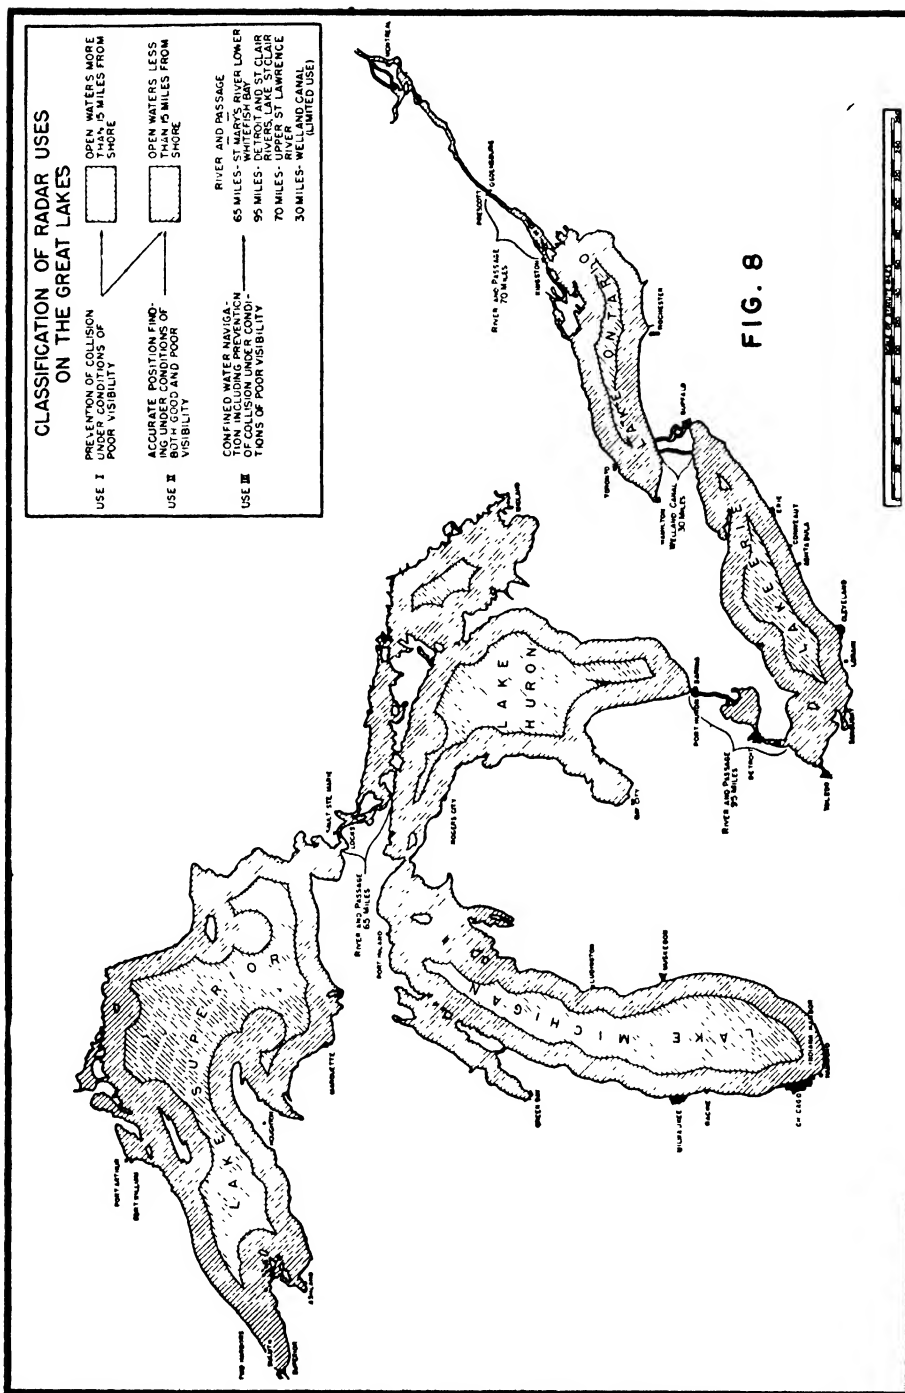 CLASSIFICATION OF RADAR USES
ON THE GREAT LAKES
USE I
PREVENTION OF COLLISION
UNDER CONDITIONS OF
POOR VISIBILITY
OPEN WATERS MORE
THAN 15 MILES FROM
SHORE
USE II
ACCURATE POSITION FIND-
ING UNDER CONDITIONS OF
BOTH GOOD AND POOR
VISIBILITY
OPEN WATERS LESS
THAN 15 MILES FROM
SHORE
USE III
CONFINED WATER NAVIGA-
TION INCLUDING PREVENTION
OF COLLISION UNDER CONDI-
TIONS OF POOR VISIBILITY
RIVER AND PASSAGE
65 MILES - ST MARY'S RIVER LOWER
WHITEFISH BAY
95 MILES - DETROIT AND ST CLAIR
RIVERS, LAKE ST CLAIR
70 MILES - UPPER ST LAWRENCE
RIVER
30 MILES - WELLAND CANAL
(LIMITED USE)
PORT ARTHUR
FORT WILLIAM
TWO HARBORS
DULUTH
SUPERIOR
ASHLAND
HOUGHTON
MARQUETTE
LAKE SUPERIOR
SAULT STE. MARIE
LOCKS
RIVER AND PASSAGE
65 MILES
PORT INLAND
GREEN BAY
MILWAUKEE
RACINE
CHICAGO
INDIANA HARBOR
MUSKEGON
LUDINGTON
LAKE MICHIGAN
ROGERS CITY
BAY CITY
LAKE
HURON
MIDLAND
PORT HURON
SARNIA
RIVER AND PASSAGE
95 MILES
DETROIT
TOLEDO
SANDUSKY
LORAIN
CLEVELAND
ASHTABULA
CONNEAUT
ERIE
LAKE ERIE
BUFFALO
WELLAND CANAL
30 MILES
HAMILTON
TORONTO
LAKE ONTARIO
ROCHESTER
KINGSTON
RIVER AND PASSAGE
70 MILES
PRESCOTT
OGDENSBURG
MONTREAL
FIG. 8